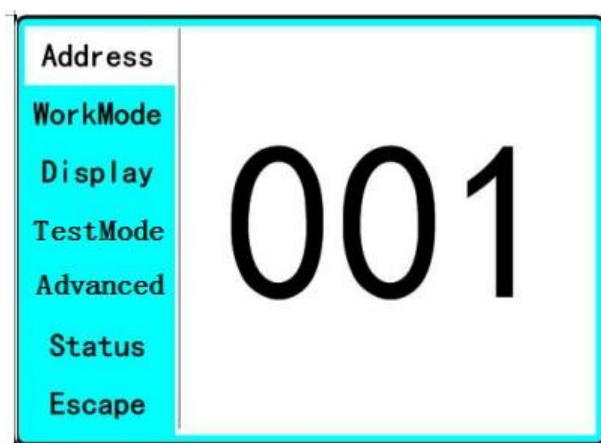 Address
WorkMode
Display
TestMode
Advanced
Status
Escape
001